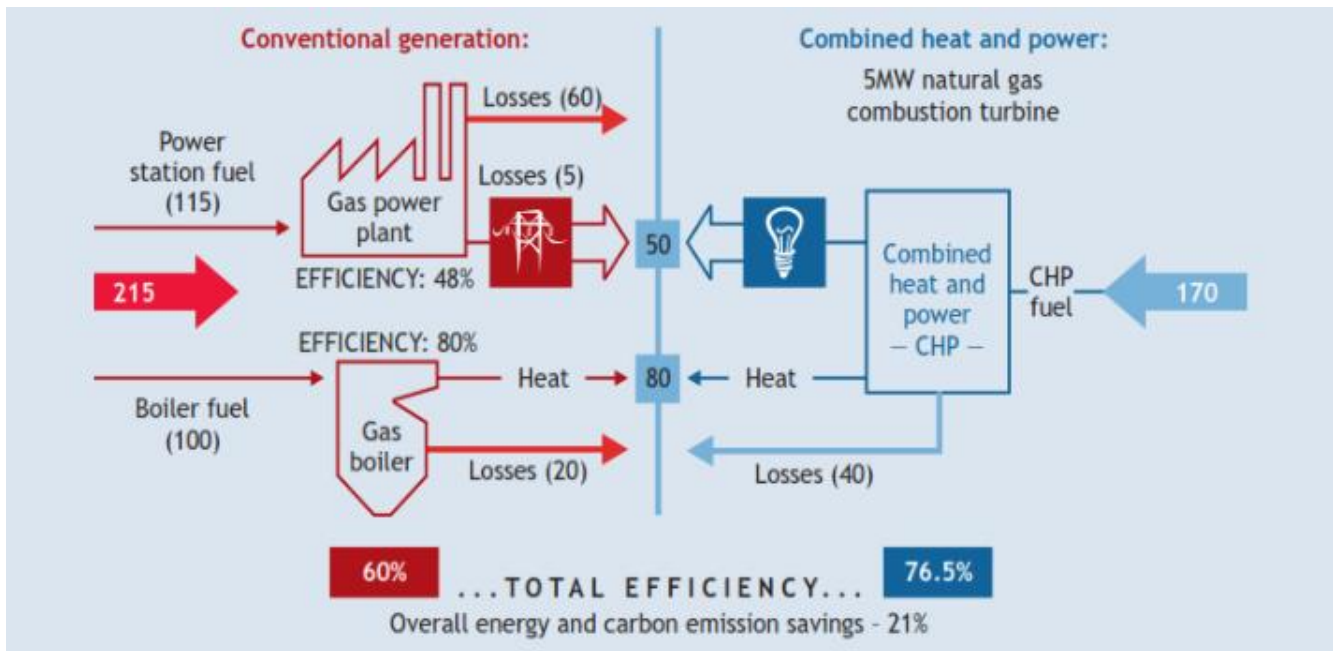 Conventional generation:
Losses (60)
Power
station fuel
(115)
Gas power
plant
Losses (5)
EFFICIENCY: 48%
215
EFFICIENCY: 80%
Boiler fuel
(100)
Gas
boiler
Heat
Losses (20)
50
80
Combined heat and power:
5MW natural gas
combustion turbine
Combined
heat and
power
– CHP –
CHP
fuel
170
Heat
Losses (40)
60%
...TOTAL EFFICIENCY...
76.5%
Overall energy and carbon emission savings - 21%